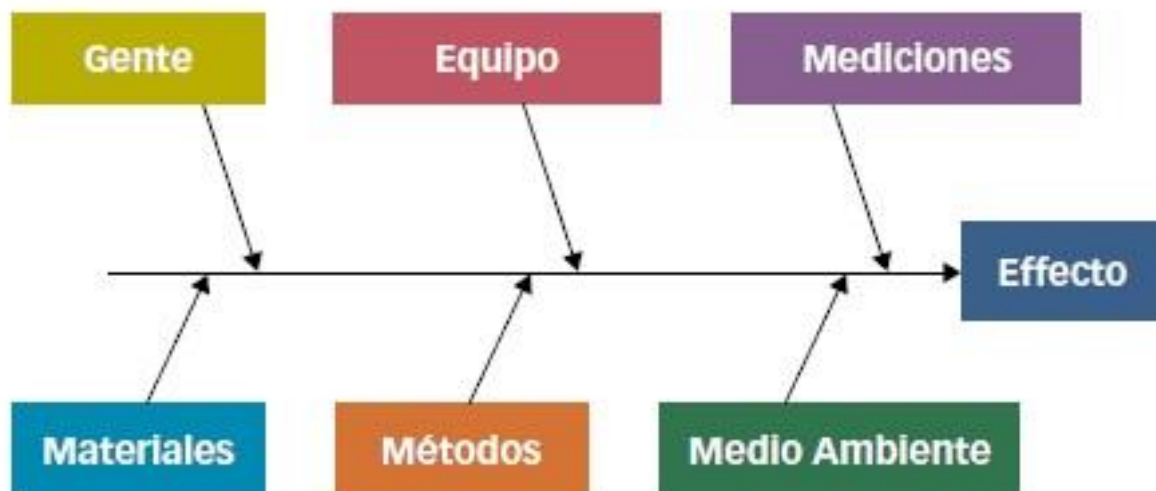 Gente
Equipo
Mediciones
Effecto
Materiales
Métodos
Medio Ambiente